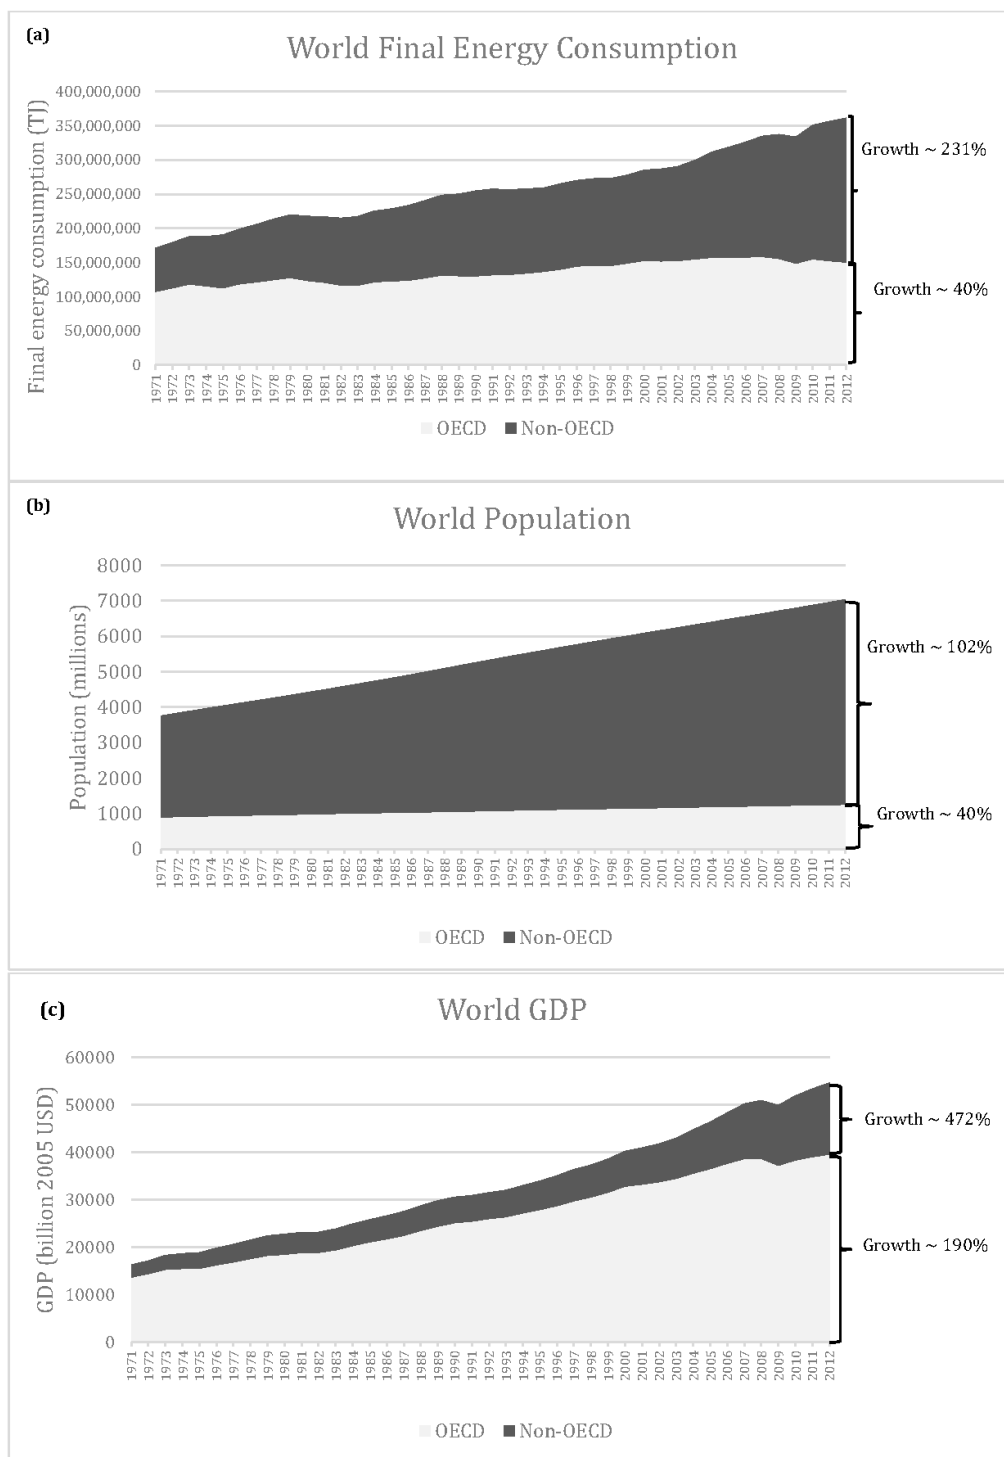 (a)
World Final Energy Consumption
Final energy consumption (TJ)
400,000,000
350,000,000
300,000,000
250,000,000
200,000,000
150,000,000
100,000,000
50,000,000
0
Growth ~ 231%
Growth ~ 40%
1971 1972 1973 1974 1975 1976 1977 1978 1979 1980 1981 1982 1983 1984 1985 1986 1987 1988 1989 1990 1991 1992 1993 1994 1995 1996 1997 1998 1999 2000 2001 2002 2003 2004 2005 2006 2007 2008 2009 2010 2011 2012
OECD Non-OECD
(b)
World Population
Population (millions)
8000
7000
6000
5000
4000
3000
2000
1000
0
Growth ~ 102%
Growth ~ 40%
1971 1972 1973 1974 1975 1976 1977 1978 1979 1980 1981 1982 1983 1984 1985 1986 1987 1988 1989 1990 1991 1992 1993 1994 1995 1996 1997 1998 1999 2000 2001 2002 2003 2004 2005 2006 2007 2008 2009 2010 2011 2012
OECD Non-OECD
(c)
World GDP
GDP (billion 2005 USD)
60000
50000
40000
30000
20000
10000
0
Growth ~ 472%
Growth ~ 190%
1971 1972 1973 1974 1975 1976 1977 1978 1979 1980 1981 1982 1983 1984 1985 1986 1987 1988 1989 1990 1991 1992 1993 1994 1995 1996 1997 1998 1999 2000 2001 2002 2003 2004 2005 2006 2007 2008 2009 2010 2011 2012
OECD Non-OECD